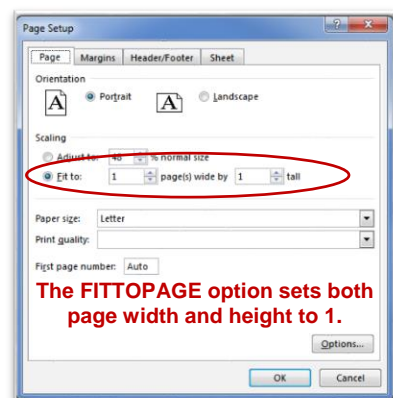 Page Setup
Page Margins Header/Footer Sheet
Orientation
A Portrait A Landscape
Scaling
Adjust to: 48 % normal size
Fit to: 1 page(s) wide by 1 tall
Paper size: Letter
Print quality:
First page number: Auto
The FITTOPAGE option sets both
page width and height to 1.
Options...
OK Cancel